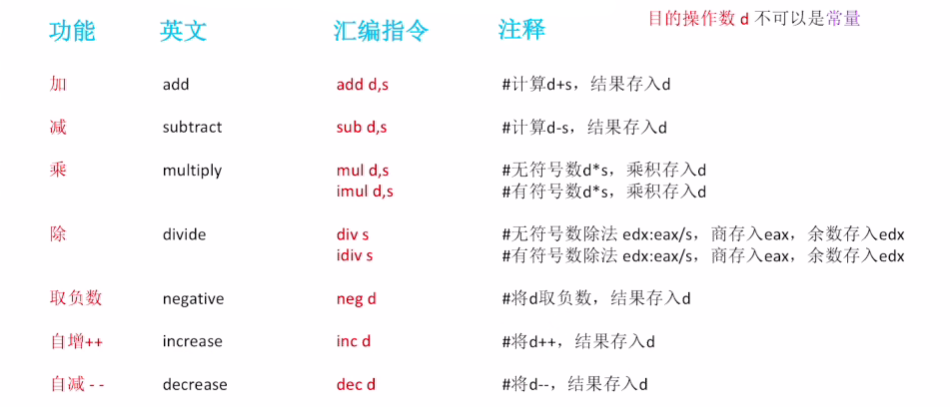 目的操作数 d 不可以是常量
功能 英文 汇编指令 注释
加 add add d,s #计算d+s，结果存入d
减 subtract sub d,s #计算d-s，结果存入d
乘 multiply mul d,s #无符号数d*s，乘积存入d
imul d,s #有符号数d*s，乘积存入d
除 divide div s #无符号数除法 edx:eax/s，商存入eax，余数存入edx
idiv s #有符号数除法 edx:eax/s，商存入eax，余数存入edx
取负数 negative neg d #将d取负数，结果存入d
自增++ increase inc d #将d++，结果存入d
自减 - - decrease dec d #将d--，结果存入d